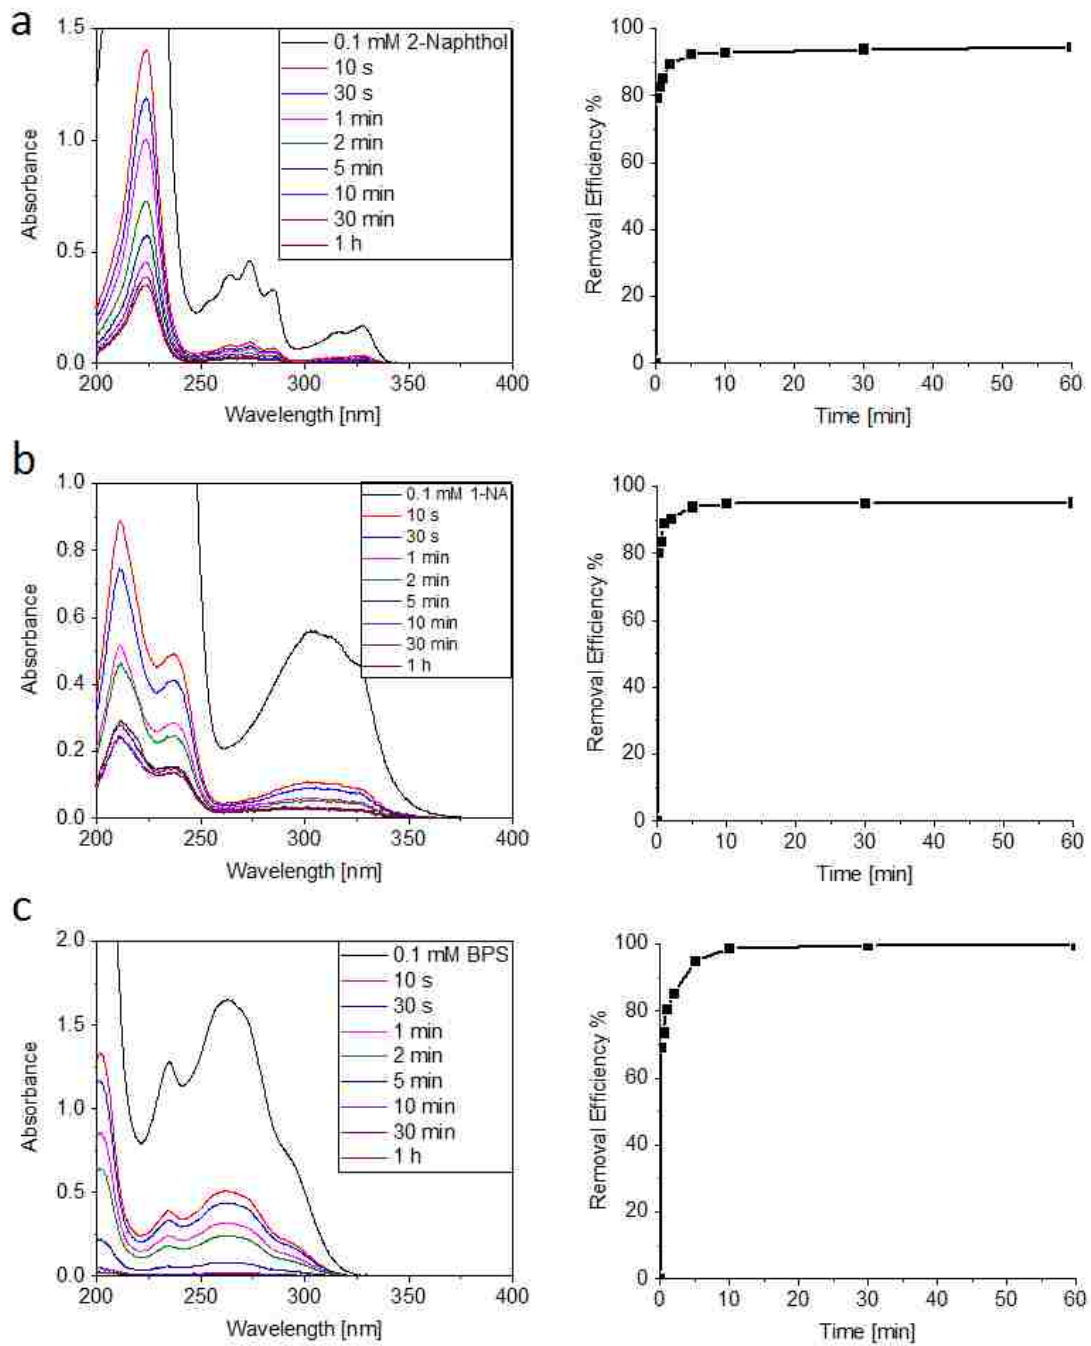 a
1.5
1.0
0.5
0.0
Absorbance
200 250 300 350 400
Wavelength [nm]
0.1 mM 2-Naphthol
10 s
30 s
1 min
2 min
5 min
10 min
30 min
1 h
100
80
60
40
20
0
Removal Efficiency %
0 10 20 30 40 50 60
Time [min]
b
1.0
0.8
0.6
0.4
0.2
0.0
Absorbance
200 250 300 350 400
Wavelength [nm]
0.1 mM 1-NA
10 s
30 s
1 min
2 min
5 min
10 min
30 min
1 h
100
80
60
40
20
0
Removal Efficiency %
0 10 20 30 40 50 60
Time [min]
c
2.0
1.5
1.0
0.5
0.0
Absorbance
200 250 300 350 400
Wavelength [nm]
0.1 mM BPS
10 s
30 s
1 min
2 min
5 min
10 min
30 min
1 h
100
80
60
40
20
0
Removal Efficiency %
0 10 20 30 40 50 60
Time [min]